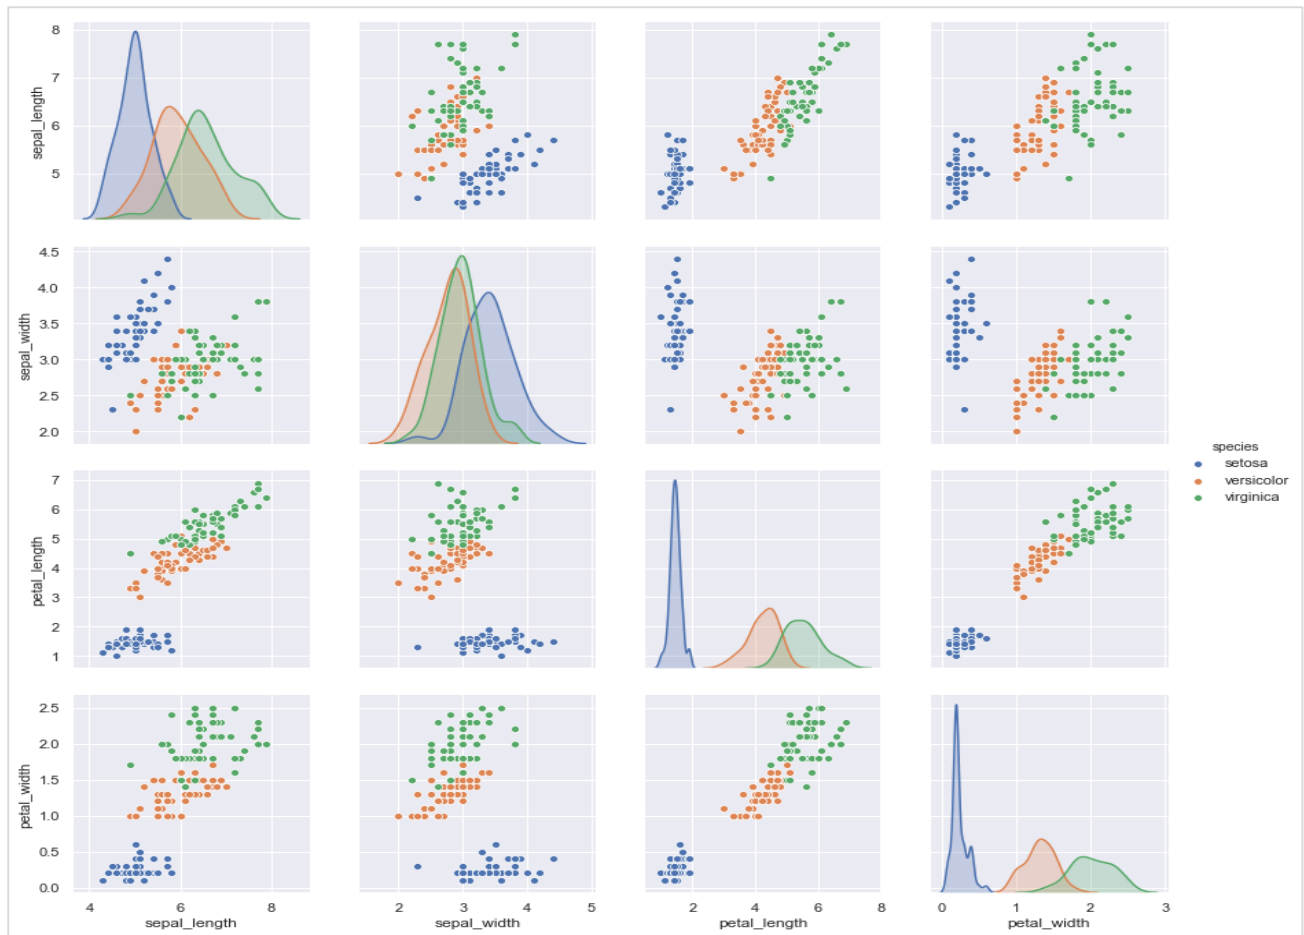 8
7
6
5
sepal_length
4.5
4.0
3.5
3.0
2.5
2.0
sepal_width
species
setosa
versicolor
virginica
7
6
5
4
3
2
1
petal_length
2.5
2.0
1.5
1.0
0.5
0.0
petal_width
4 6 8
sepal_length
2 3 4 5
sepal_width
2 4 6 8
petal_length
0 1 2 3
petal_width